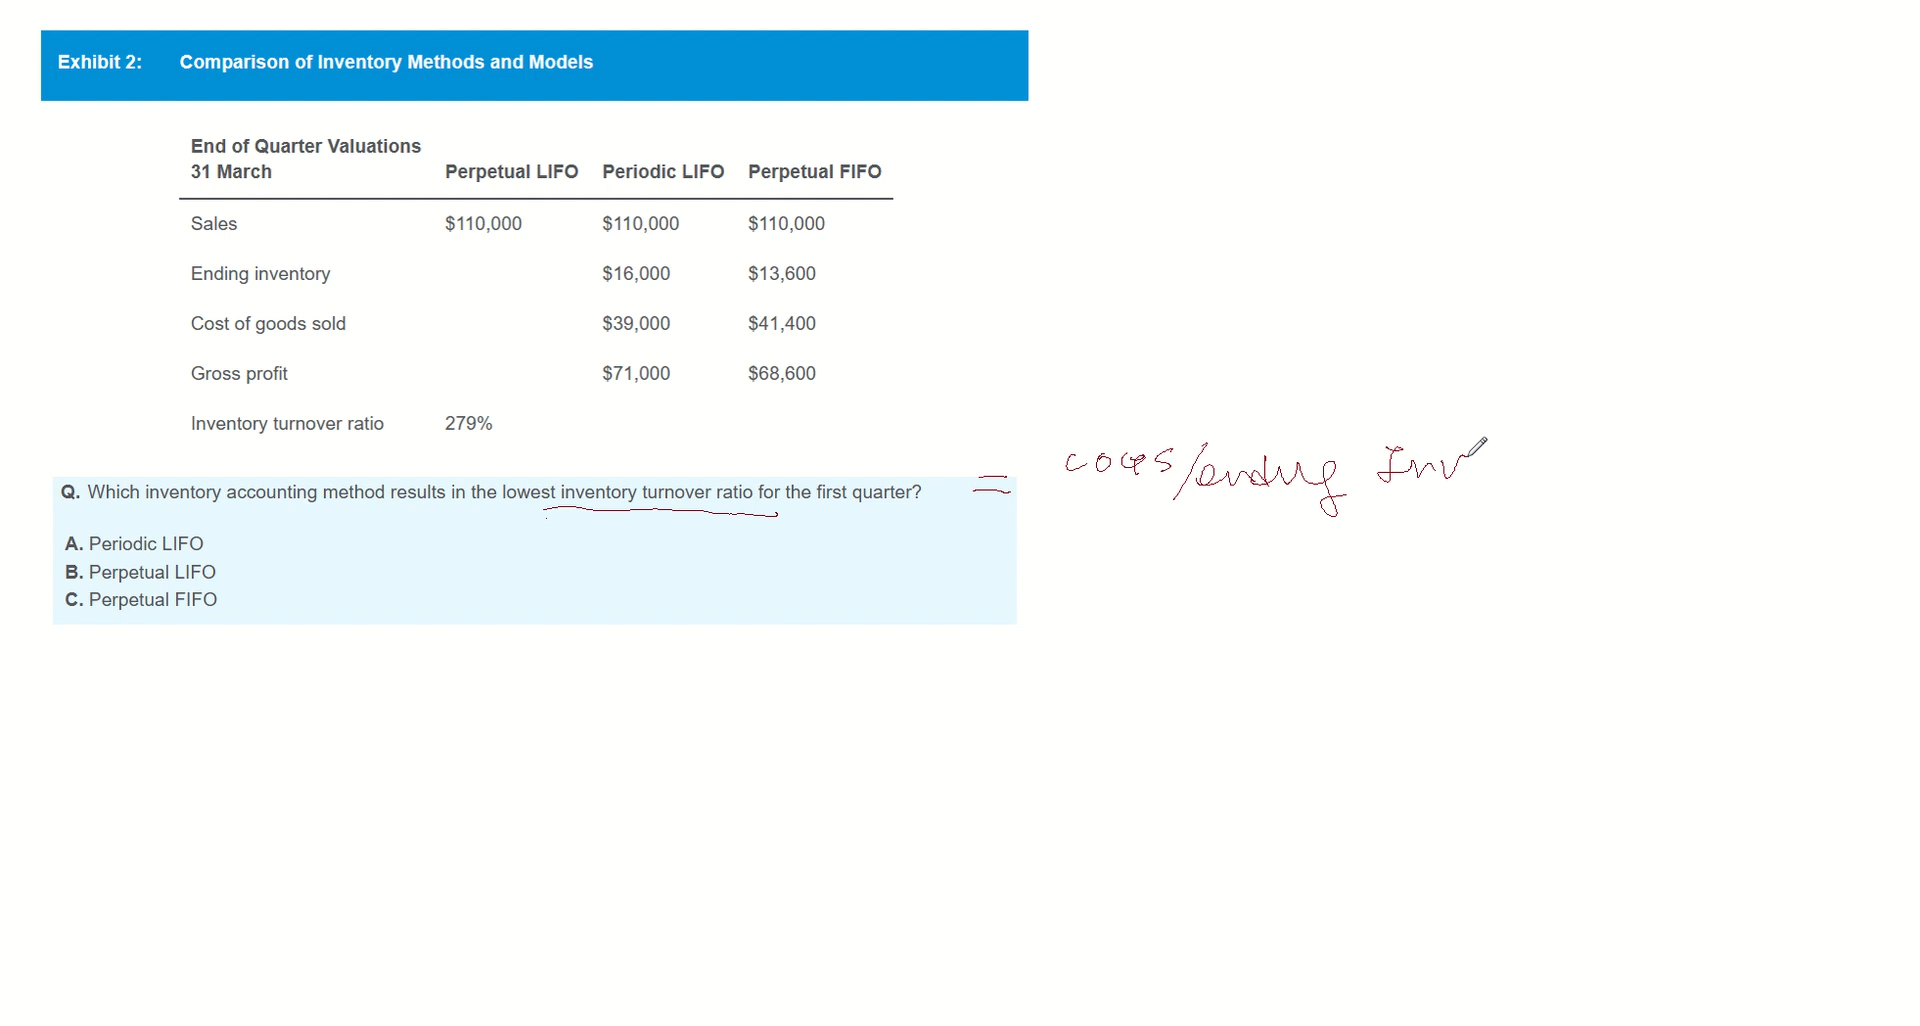 Exhibit 2: Comparison of Inventory Methods and Models
End of Quarter Valuations
31 March Perpetual LIFO Periodic LIFO Perpetual FIFO
Sales $110,000 $110,000 $110,000
Ending inventory $16,000 $13,600
Cost of goods sold $39,000 $41,400
Gross profit $71,000 $68,600
Inventory turnover ratio 279%
= COGS/ending Inv
Q. Which inventory accounting method results in the lowest inventory turnover ratio for the first quarter?
A. Periodic LIFO
B. Perpetual LIFO
C. Perpetual FIFO